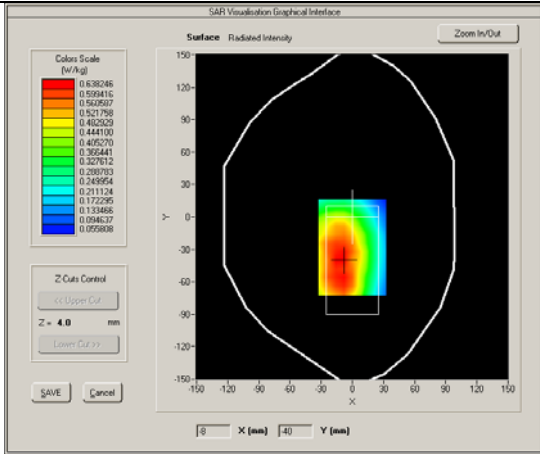 SAR Visualisation Graphical Interface
Surface Radiated Intensity
Zoom In/Out
Colors Scale
(W/kg)
0.638246
0.599416
0.560587
0.521758
0.482929
0.444100
0.405270
0.366441
0.327612
0.288783
0.249954
0.211124
0.172295
0.133466
0.094637
0.055808
Z Cuts Control
<< Upper Cut
Z = 4.0 mm
Lower Cut >>
SAVE Cancel
150-
120-
90-
60-
30-
0-
-30-
-60-
-90-
-120-
-150-
Y
-150 -120 -90 -60 -30 0 30 60 90 120 150
X
-8 X (mm) -40 Y (mm)